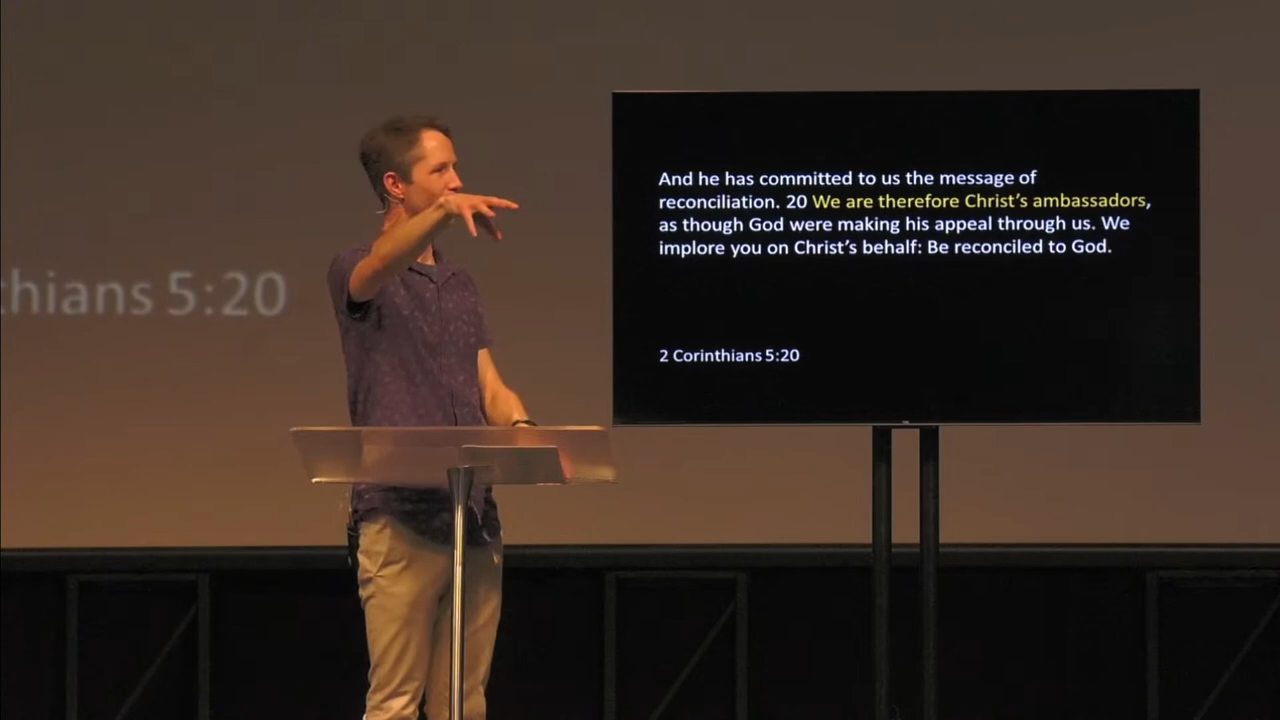 And he has committed to us the message of
reconciliation. 20 We are therefore Christ's ambassadors,
as though God were making his appeal through us. We
implore you on Christ's behalf: Be reconciled to God.
2 Corinthians 5:20
thians 5:20